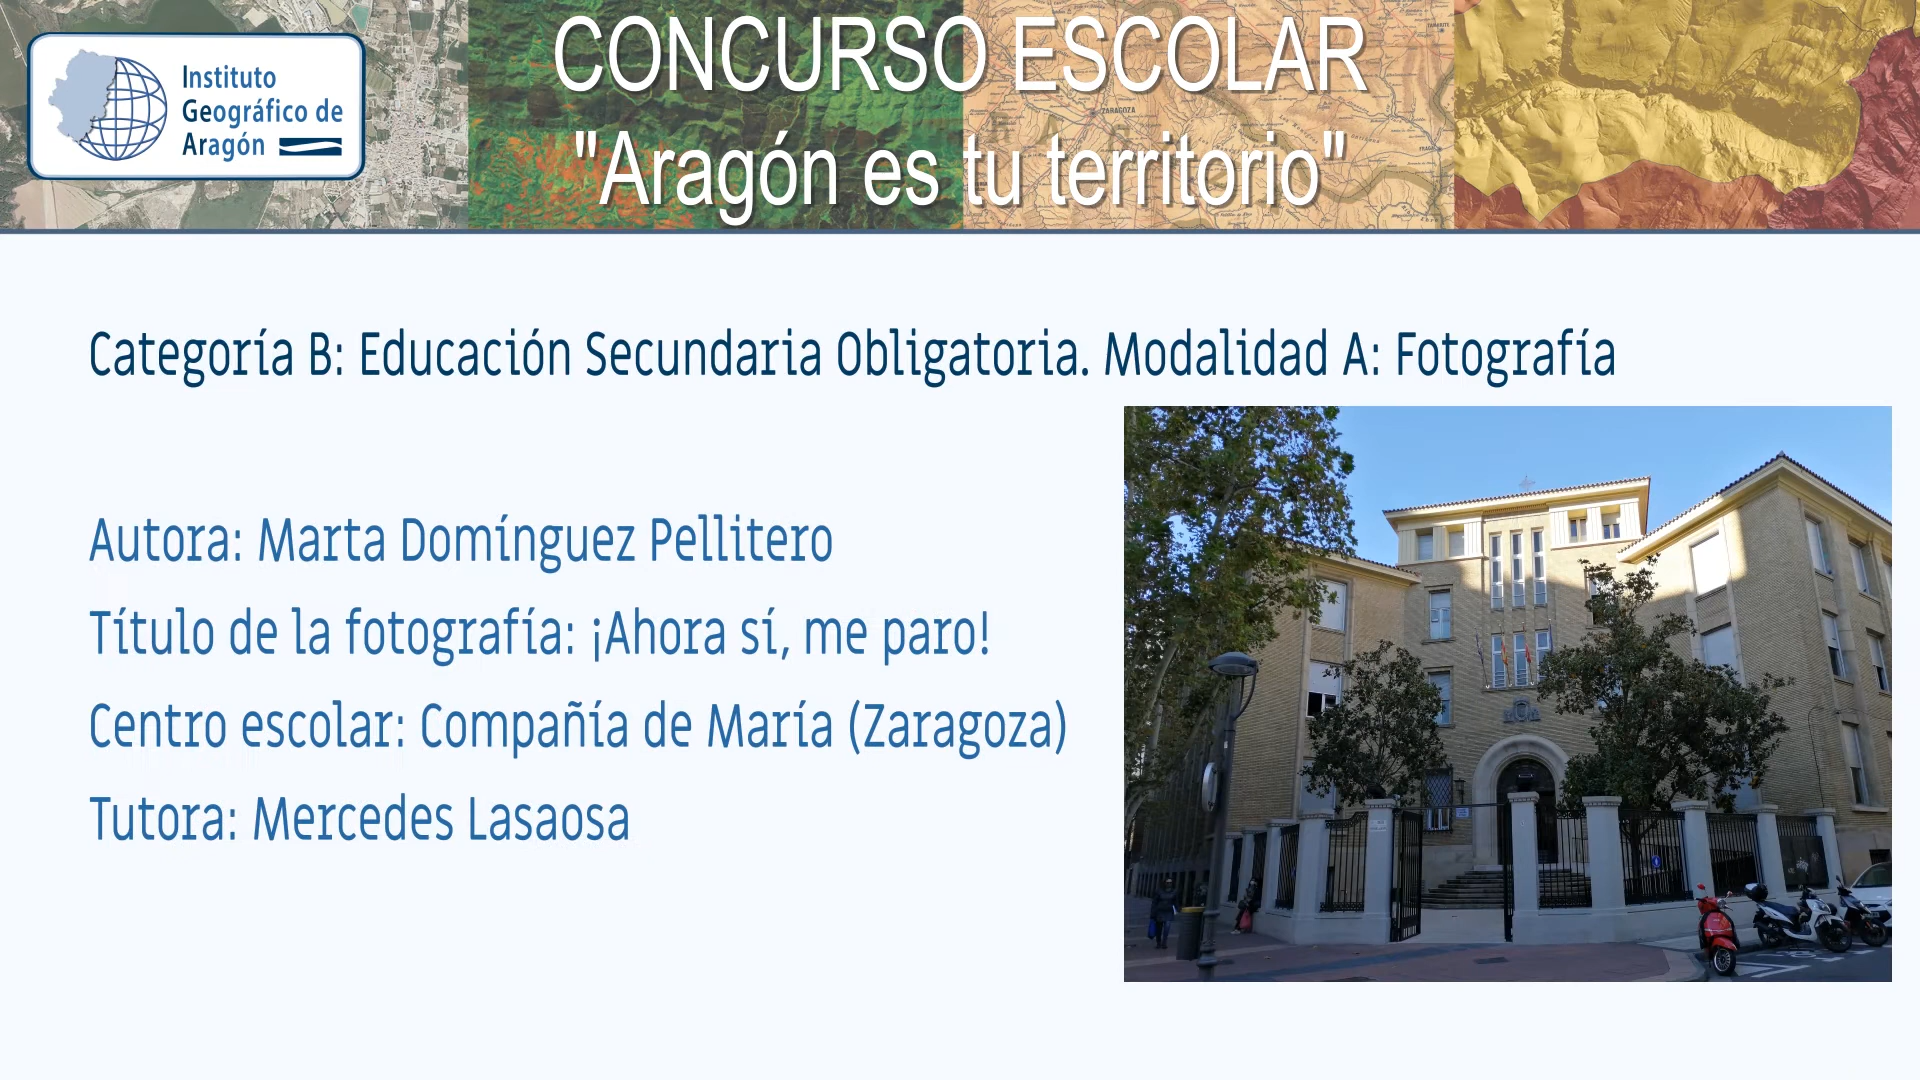 Instituto
Geográfico de
Aragón
CONCURSO ESCOLAR
"Aragón es tu territorio"
ZARAGOZA
Categoría B: Educación Secundaria Obligatoria. Modalidad A: Fotografía
Autora: Marta Domínguez Pellitero
Título de la fotografía: ¡Ahora sí, me paro!
Centro escolar: Compañía de María (Zaragoza)
Tutora: Mercedes Lasaosa